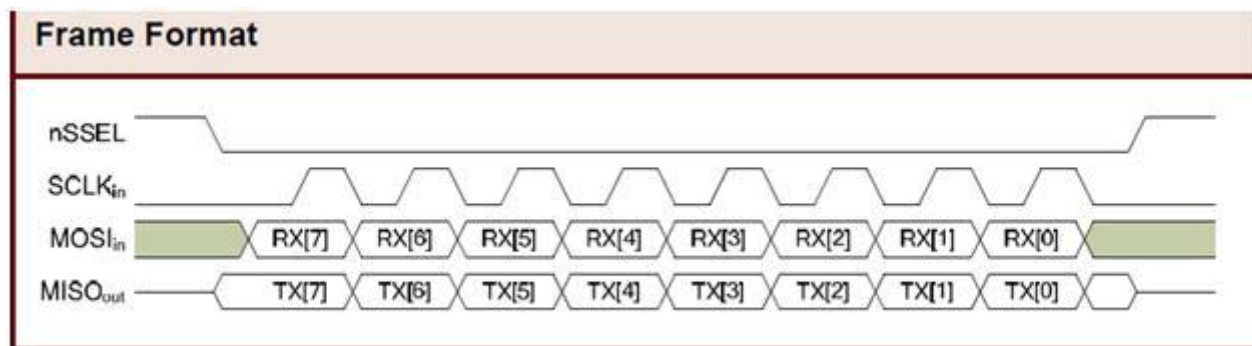 Frame Format
nSSEL
SCLKin
MOSIin RX[7] RX[6] RX[5] RX[4] RX[3] RX[2] RX[1] RX[0]
MISOout TX[7] TX[6] TX[5] TX[4] TX[3] TX[2] TX[1] TX[0]